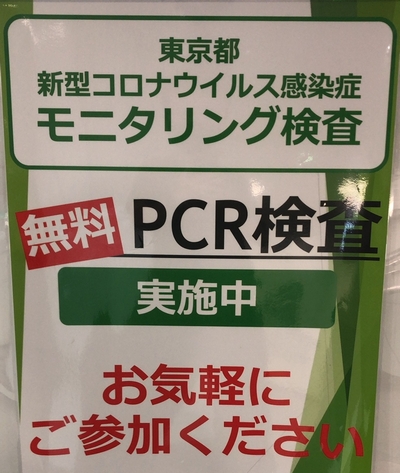 東京都
新型コロナウイルス感染症
モニタリング検査
無料 PCR検査
実施中
お気軽に
ご参加ください